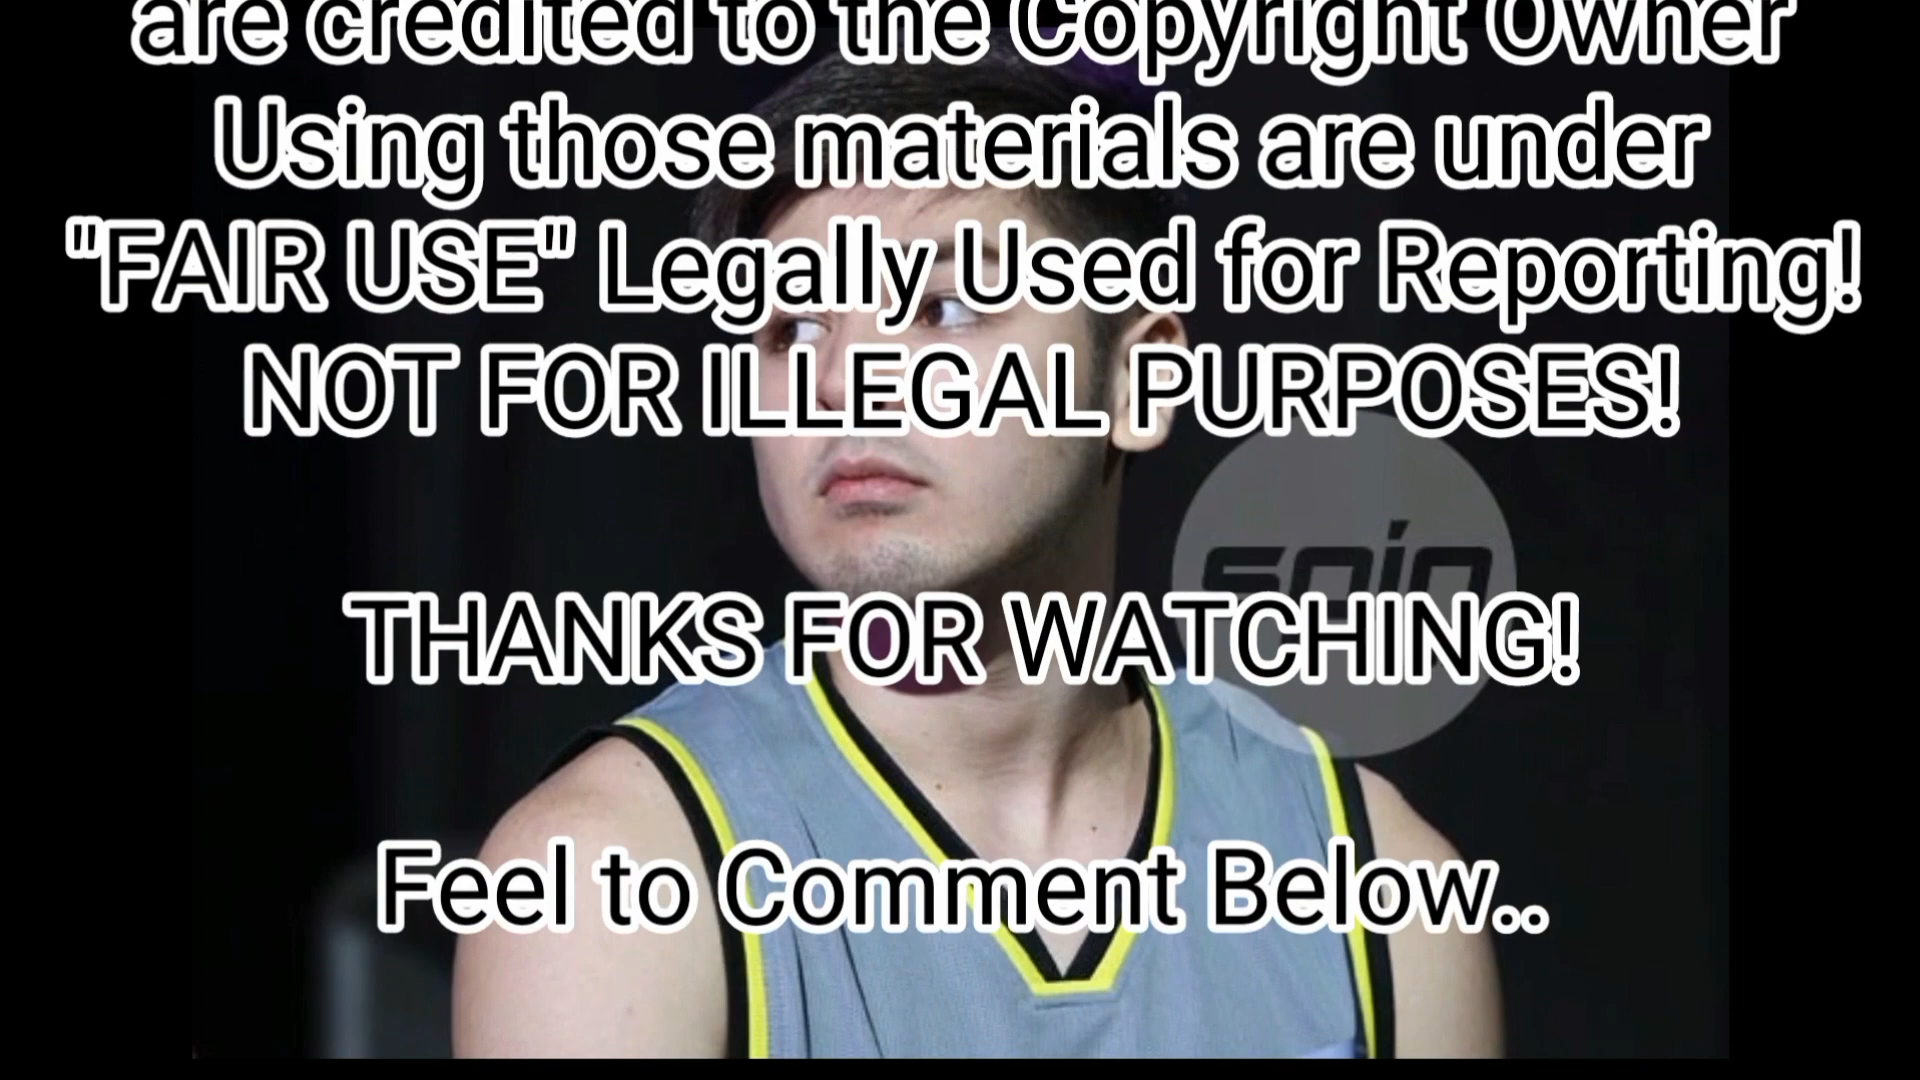 are credited to the Copyright Owner
Using those materials are under
"FAIR USE" Legally Used for Reporting!
NOT FOR ILLEGAL PURPOSES!
THANKS FOR WATCHING!
Feel to Comment Below..